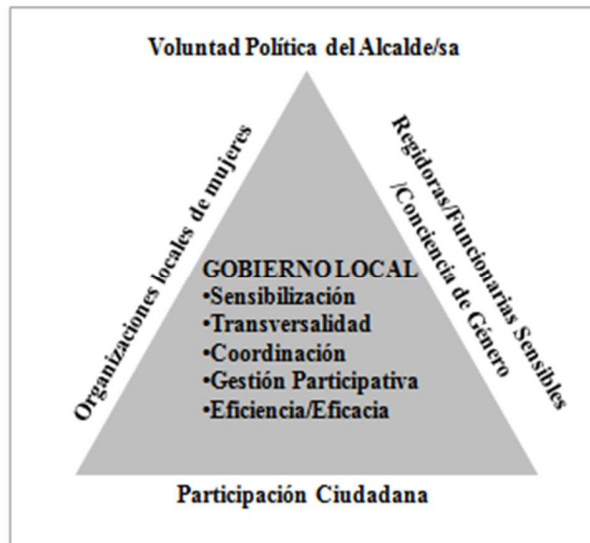 Voluntad Política del Alcalde/sa
Organizaciones locales de mujeres
Regidoras/Funcionarias Sensibles
/Conciencia de Género
GOBIERNO LOCAL
•Sensibilización
•Transversalidad
•Coordinación
•Gestión Participativa
•Eficiencia/Eficacia
Participación Ciudadana